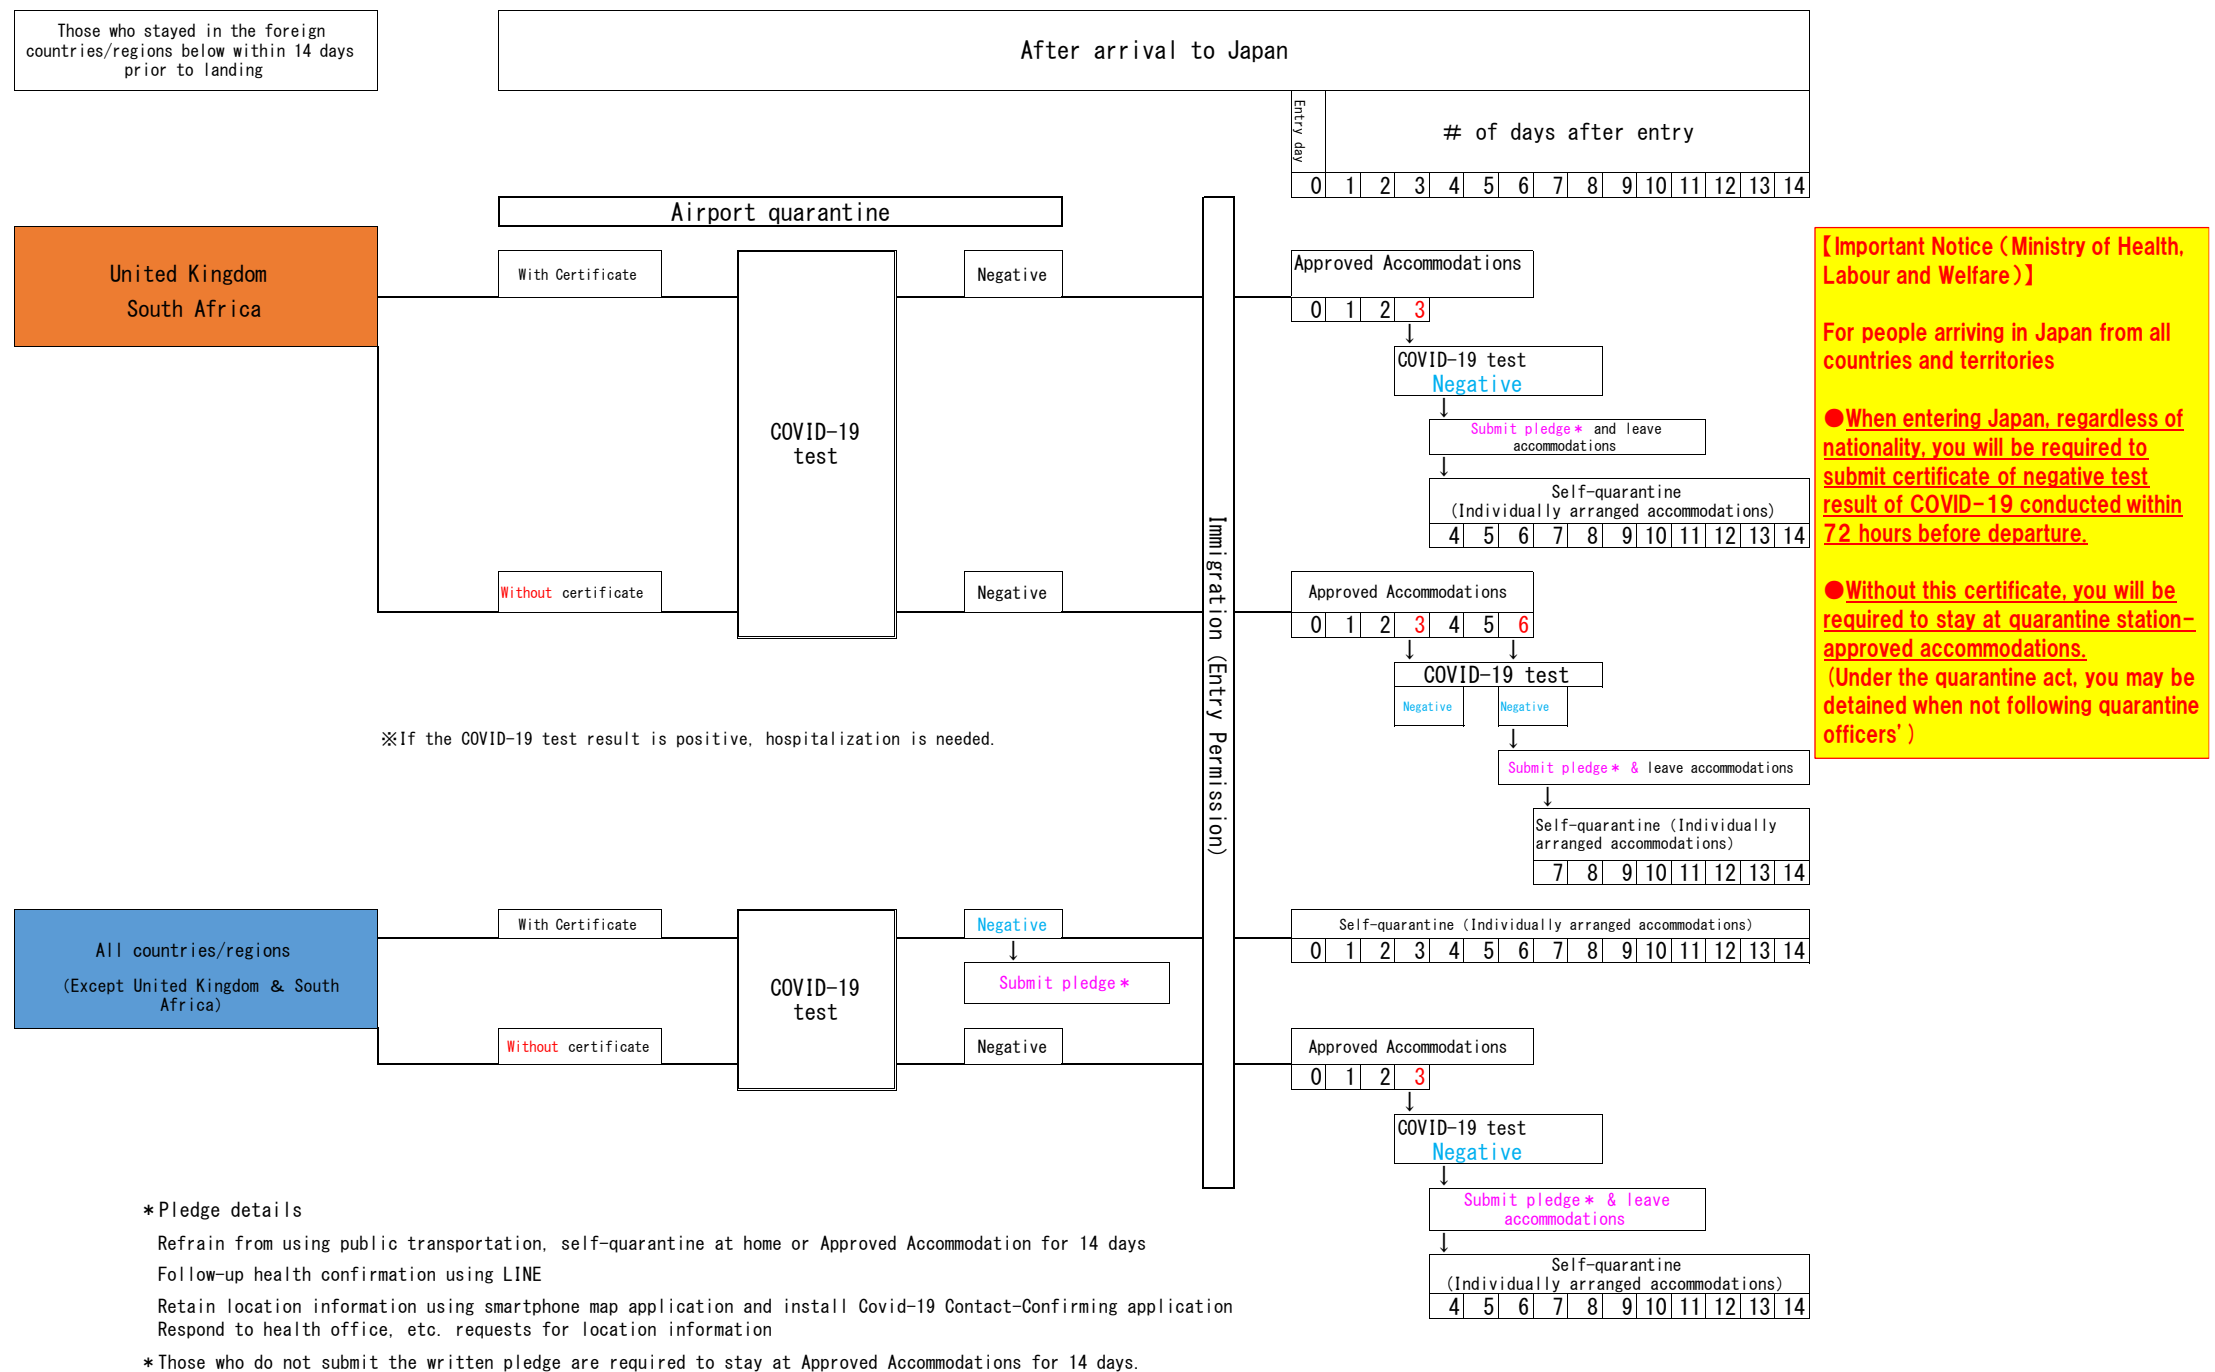 Those who stayed in the foreign
countries/regions below within 14 days
prior to landing
After arrival to Japan
Entry day
# of days after entry
0 1 2 3 4 5 6 7 8 9 10 11 12 13 14
Airport quarantine
United Kingdom
South Africa
With Certificate
COVID-19
test
Negative
Immigration (Entry Permission)
Approved Accommodations
0 1 2 3
↓
COVID-19 test
Negative
↓
Submit pledge* and leave
accommodations
↓
Self-quarantine
(Individually arranged accommodations)
4 5 6 7 8 9 10 11 12 13 14
Without certificate
Negative
Approved Accommodations
0 1 2 3 4 5 6
↓ ↓
COVID-19 test
Negative Negative
↓
Submit pledge* & leave accommodations
↓
Self-quarantine (Individually
arranged accommodations)
7 8 9 10 11 12 13 14
※If the COVID-19 test result is positive, hospitalization is needed.
【Important Notice (Ministry of Health,
Labour and Welfare)】
For people arriving in Japan from all
countries and territories
●When entering Japan, regardless of
nationality, you will be required to
submit certificate of negative test
result of COVID-19 conducted within
72 hours before departure.
●Without this certificate, you will be
required to stay at quarantine station-
approved accommodations.
(Under the quarantine act, you may be
detained when not following quarantine
officers')
All countries/regions
(Except United Kingdom & South
Africa)
With Certificate
COVID-19
test
Negative
↓
Submit pledge*
Self-quarantine (Individually arranged accommodations)
0 1 2 3 4 5 6 7 8 9 10 11 12 13 14
Without certificate
Negative
Approved Accommodations
0 1 2 3
↓
COVID-19 test
Negative
↓
Submit pledge* & leave
accommodations
↓
Self-quarantine
(Individually arranged accommodations)
4 5 6 7 8 9 10 11 12 13 14
*Pledge details
Refrain from using public transportation, self-quarantine at home or Approved Accommodation for 14 days
Follow-up health confirmation using LINE
Retain location information using smartphone map application and install Covid-19 Contact-Confirming application
Respond to health office, etc. requests for location information
*Those who do not submit the written pledge are required to stay at Approved Accommodations for 14 days.